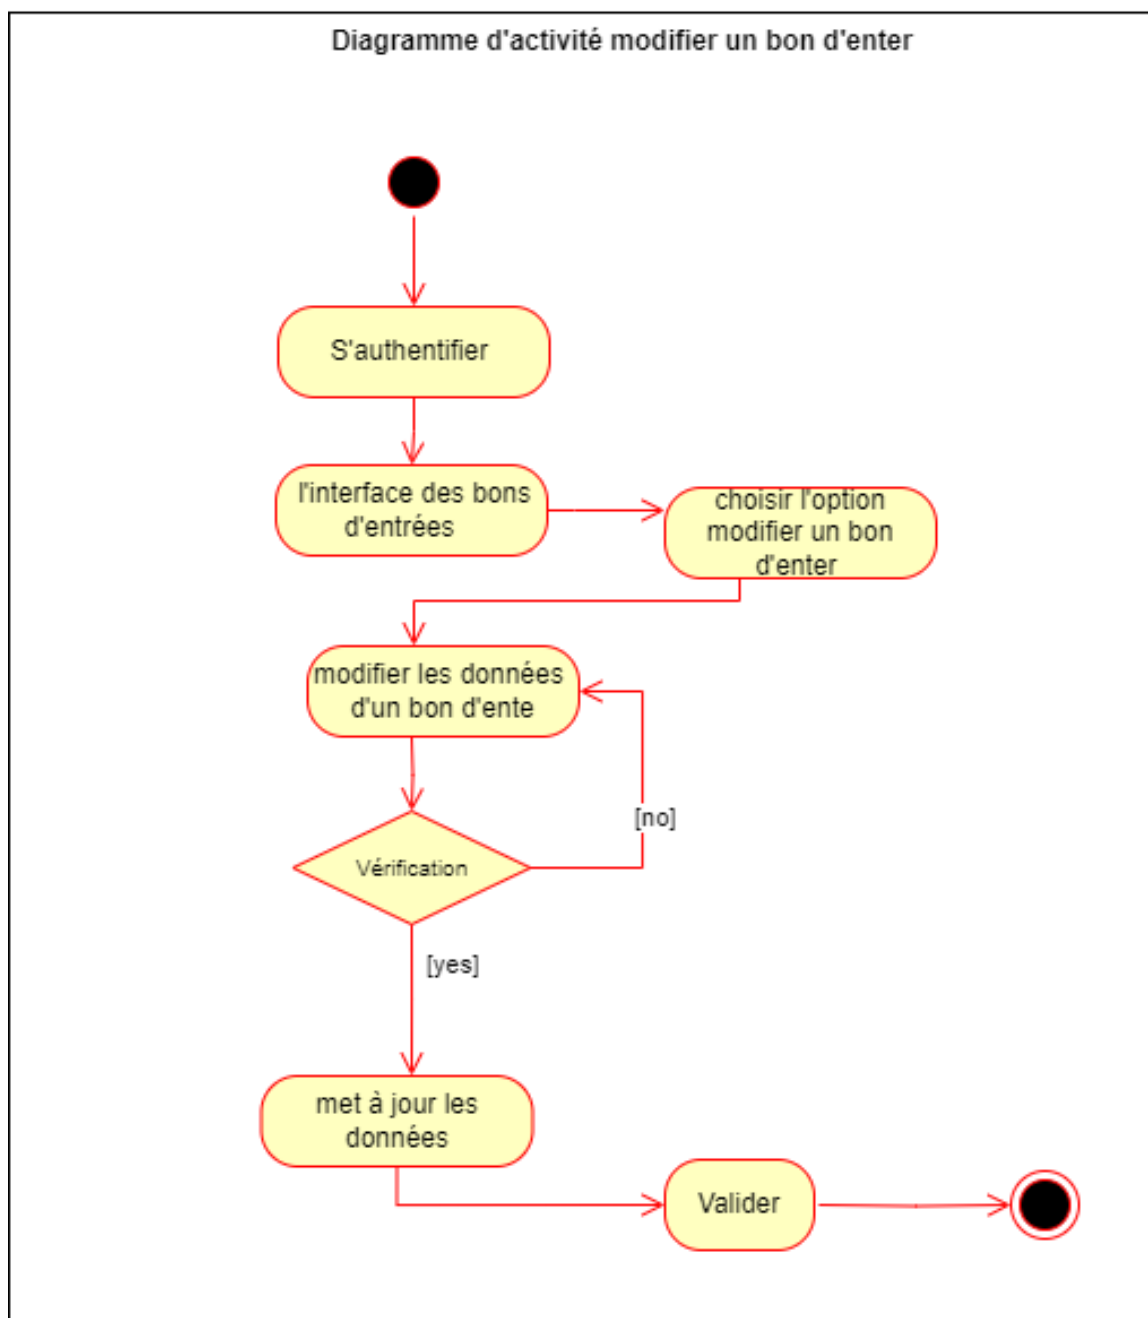 Diagramme d'activité modifier un bon d'enter
S'authentifier
l'interface des bons
d'entrées
choisir l'option
modifier un bon
d'enter
modifier les données
d'un bon d'ente
[no]
Vérification
[yes]
met à jour les
données
Valider